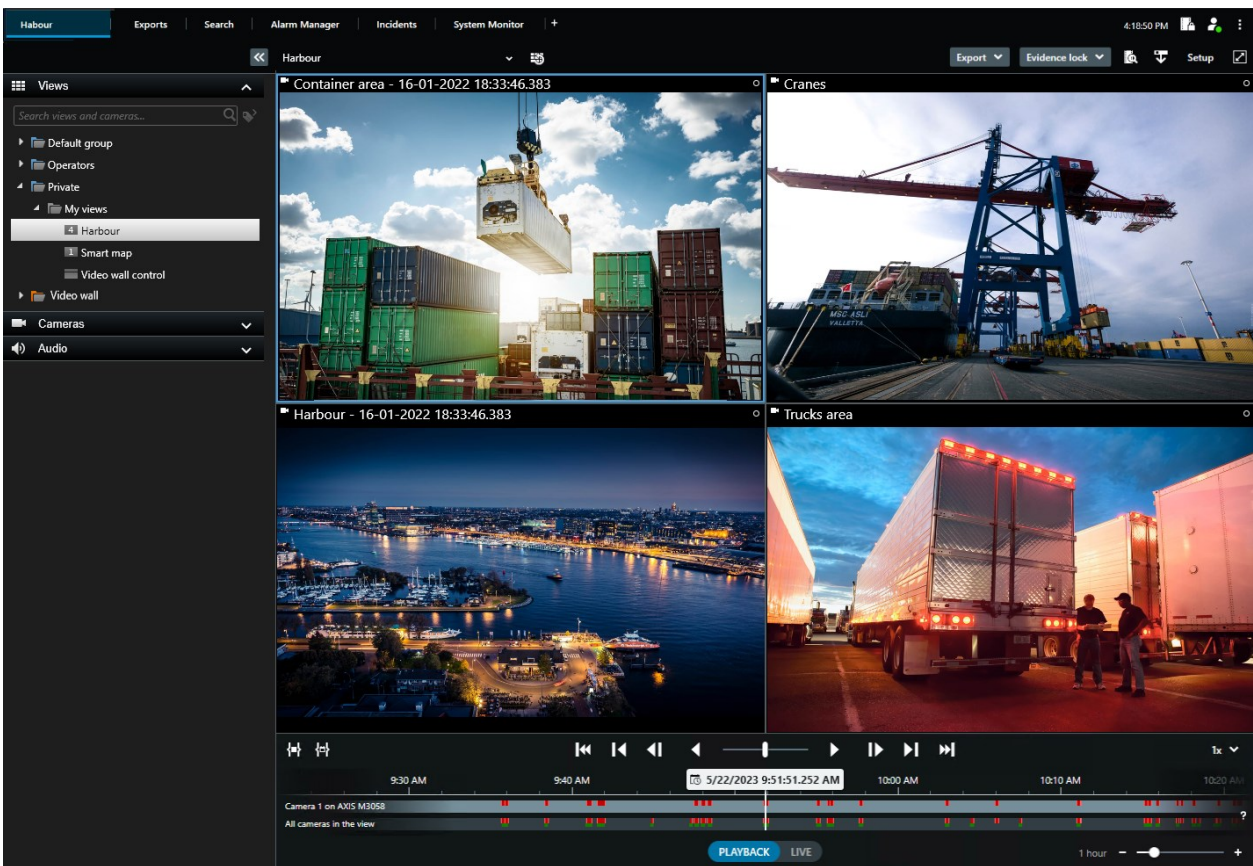 Habour
Exports
Search
Alarm Manager
Incidents
System Monitor
+
4:18:50 PM
Harbour
Export
Evidence lock
Setup
Views
Search views and cameras...
Default group
Operators
Private
My views
4 Harbour
1 Smart map
Video wall control
Video wall
Cameras
Audio
Container area - 16-01-2022 18:33:46.383
Cranes
MSC ASLI
VALLETTA
Harbour - 16-01-2022 18:33:46.383
Trucks area
1x
9:30 AM
9:40 AM
5/22/2023 9:51:51.252 AM
10:00 AM
10:10 AM
10:20 AM
Camera 1 on AXIS M3058
All cameras in the view
?
PLAYBACK
LIVE
1 hour